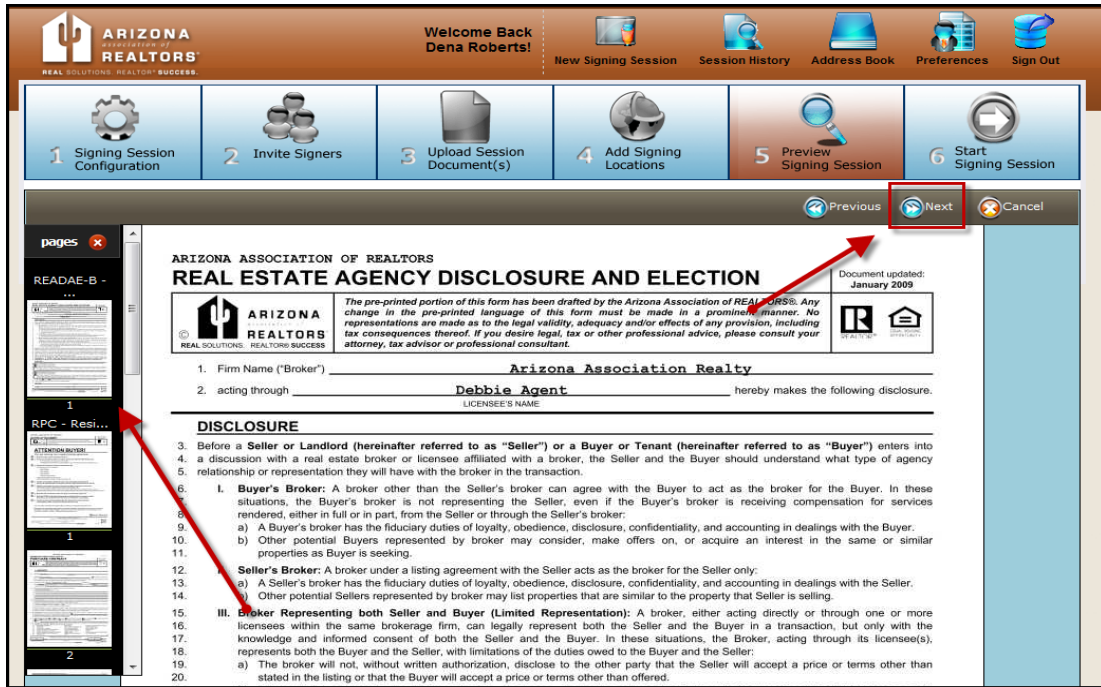 ARIZONA
association of
REALTORS®
REAL SOLUTIONS. REALTOR® SUCCESS.
Welcome Back
Dena Roberts!
New Signing Session
Session History
Address Book
Preferences
Sign Out
1 Signing Session
Configuration
2 Invite Signers
3 Upload Session
Document(s)
4 Add Signing
Locations
5 Preview
Signing Session
6 Start
Signing Session
Previous
Next
Cancel
pages
READAE-B -
...
1
RPC - Resi...
ATTENTION BUYER!
1
2
ARIZONA ASSOCIATION OF REALTORS
REAL ESTATE AGENCY DISCLOSURE AND ELECTION
Document updated:
January 2009
©
ARIZONA
REALTORS
REAL SOLUTIONS. REALTOR® SUCCESS
The pre-printed portion of this form has been drafted by the Arizona Association of REALTORS®. Any
change in the pre-printed language of this form must be made in a prominent manner. No
representations are made as to the legal validity, adequacy and/or effects of any provision, including
tax consequences thereof. If you desire legal, tax or other professional advice, please consult your
attorney, tax advisor or professional consultant.
REALTOR®
1. Firm Name ("Broker") Arizona Association Realty
2. acting through Debbie Agent hereby makes the following disclosure.
LICENSEE'S NAME
DISCLOSURE
3. Before a Seller or Landlord (hereinafter referred to as "Seller") or a Buyer or Tenant (hereinafter referred to as "Buyer") enters into
4. a discussion with a real estate broker or licensee affiliated with a broker, the Seller and the Buyer should understand what type of agency
5. relationship or representation they will have with the broker in the transaction.
6. I. Buyer's Broker: A broker other than the Seller's broker can agree with the Buyer to act as the broker for the Buyer. In these
situations, the Buyer's broker is not representing the Seller, even if the Buyer's broker is receiving compensation for services
8. rendered, either in full or in part, from the Seller or through the Seller's broker:
9. a) A Buyer's broker has the fiduciary duties of loyalty, obedience, disclosure, confidentiality, and accounting in dealings with the Buyer.
10. b) Other potential Buyers represented by broker may consider, make offers on, or acquire an interest in the same or similar
11. properties as Buyer is seeking.
12. Seller's Broker: A broker under a listing agreement with the Seller acts as the broker for the Seller only:
13. a) A Seller's broker has the fiduciary duties of loyalty, obedience, disclosure, confidentiality, and accounting in dealings with the Seller.
14. b) Other potential Sellers represented by broker may list properties that are similar to the property that Seller is selling.
15. III. Broker Representing both Seller and Buyer (Limited Representation): A broker, either acting directly or through one or more
16. licensees within the same brokerage firm, can legally represent both the Seller and the Buyer in a transaction, but only with the
17. knowledge and informed consent of both the Seller and the Buyer. In these situations, the Broker, acting through its licensee(s),
18. represents both the Buyer and the Seller, with limitations of the duties owed to the Buyer and the Seller:
19. a) The broker will not, without written authorization, disclose to the other party that the Seller will accept a price or terms other than
20. stated in the listing or that the Buyer will accept a price or terms other than offered.